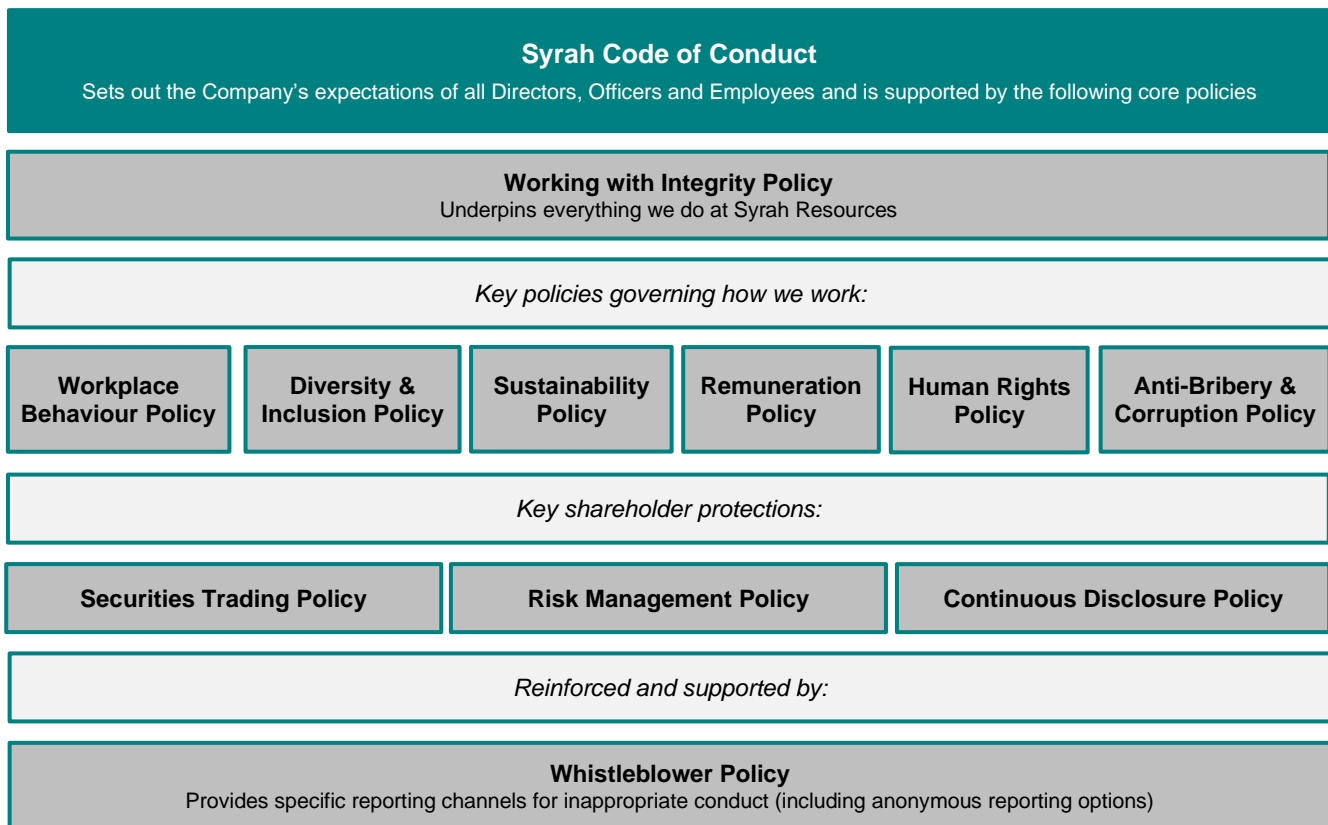 Syrah Code of Conduct
Sets out the Company’s expectations of all Directors, Officers and Employees and is supported by the following core policies
Working with Integrity Policy
Underpins everything we do at Syrah Resources
Key policies governing how we work:
Workplace
Behaviour Policy
Diversity &
Inclusion Policy
Sustainability
Policy
Remuneration
Policy
Human Rights
Policy
Anti-Bribery &
Corruption Policy
Key shareholder protections:
Securities Trading Policy
Risk Management Policy
Continuous Disclosure Policy
Reinforced and supported by:
Whistleblower Policy
Provides specific reporting channels for inappropriate conduct (including anonymous reporting options)